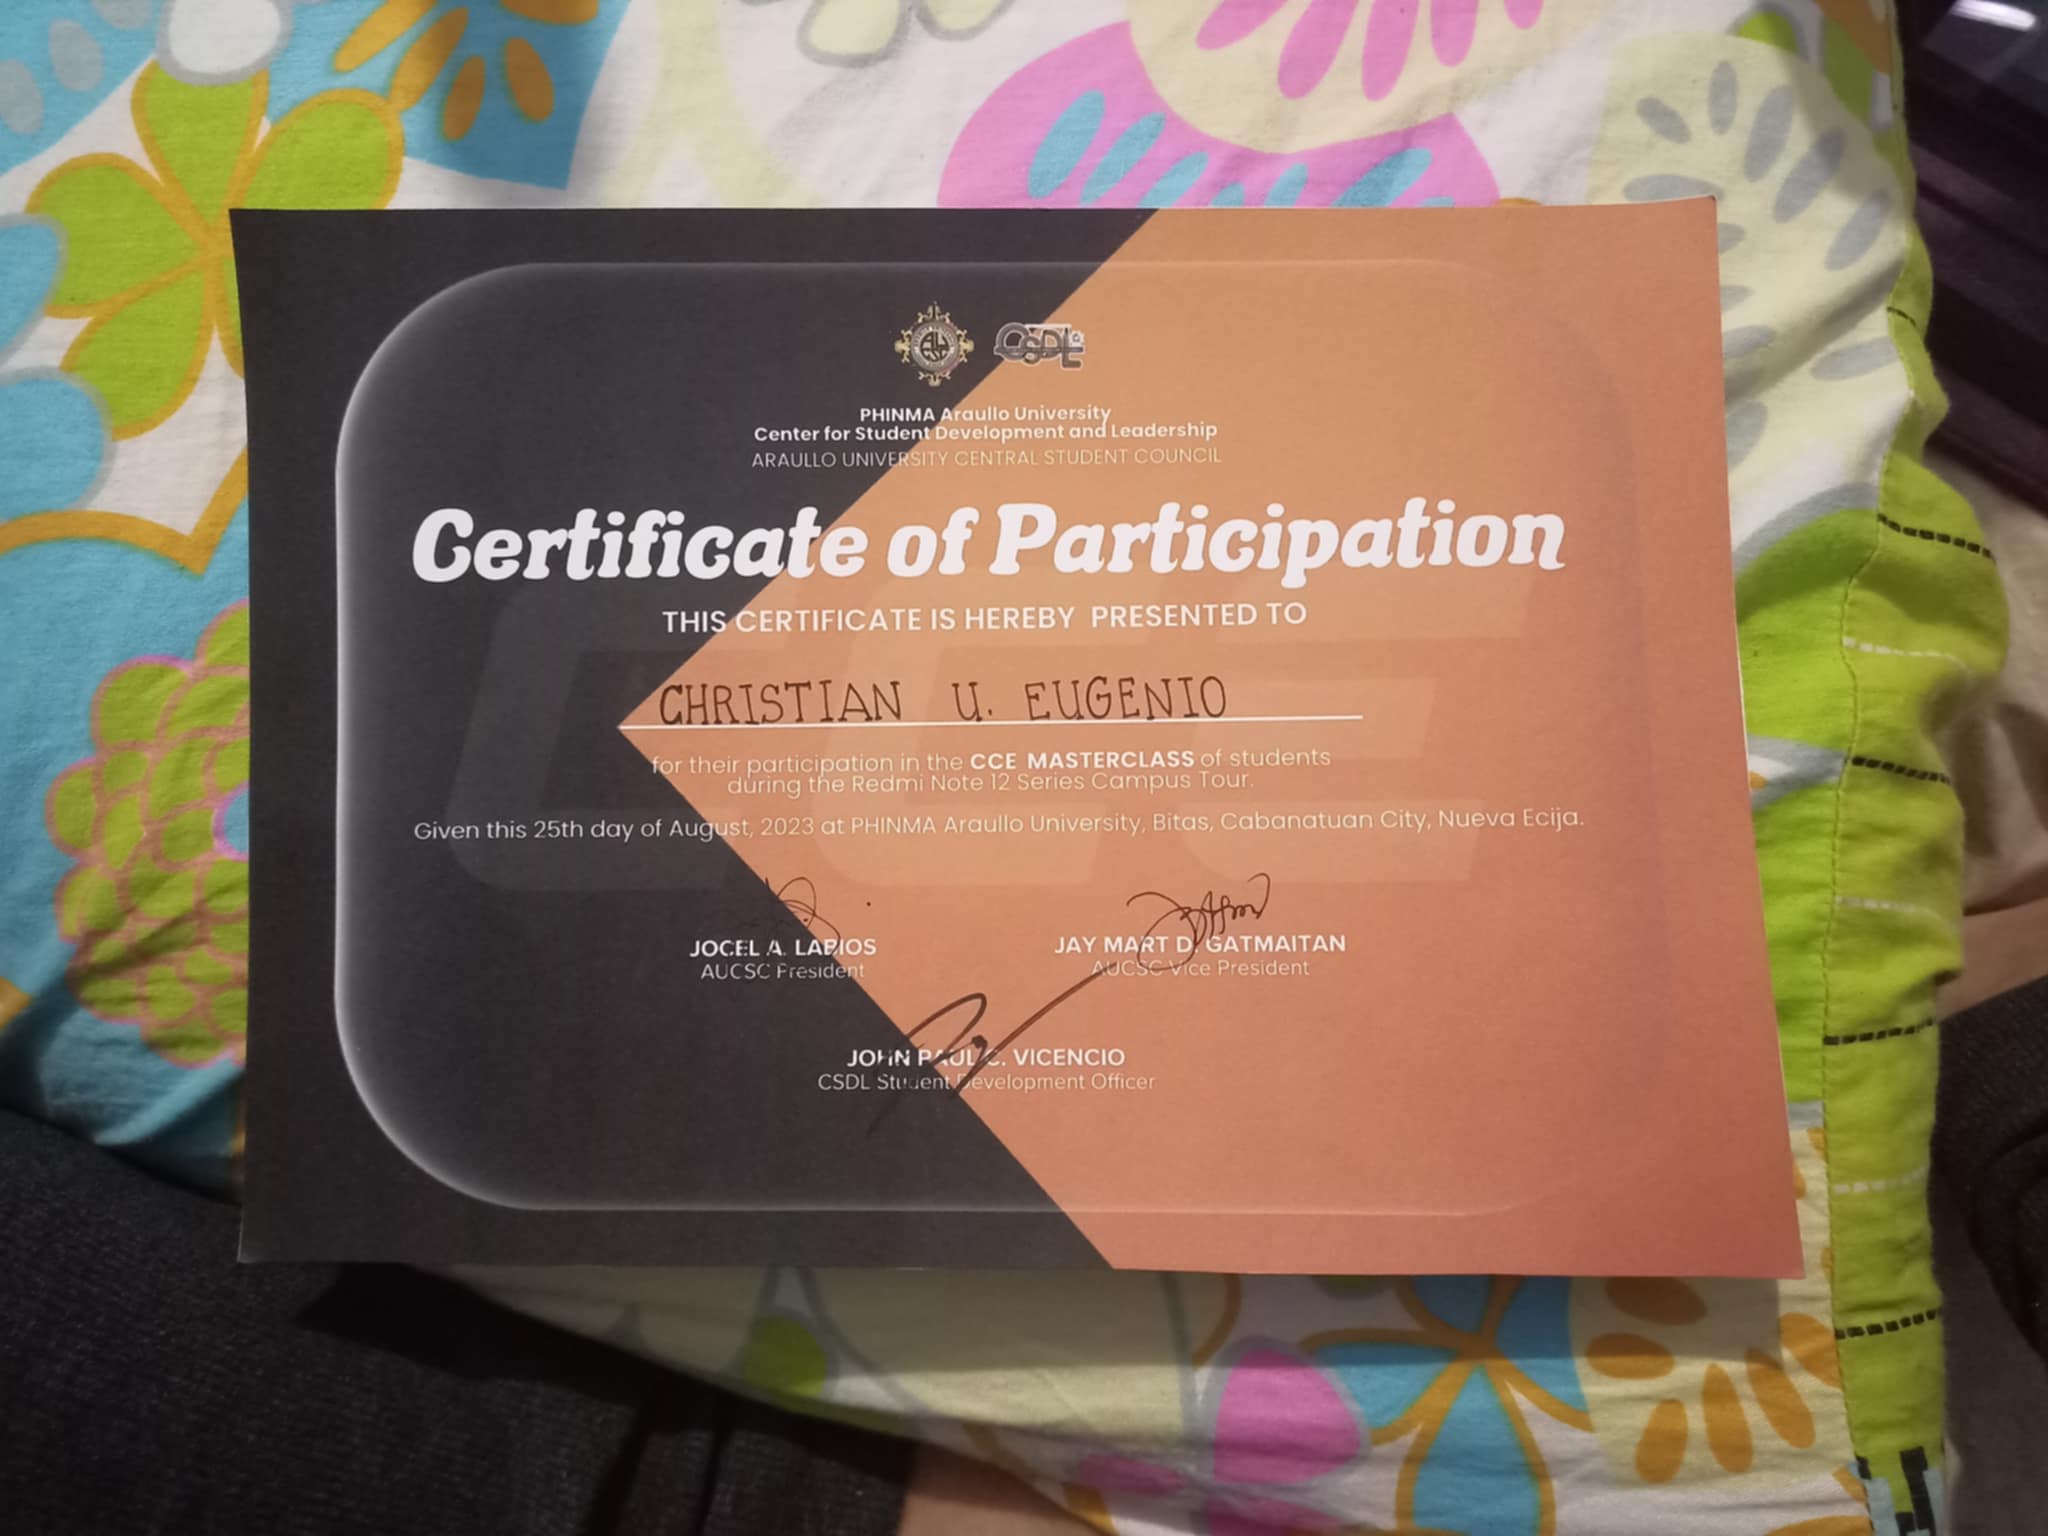 CSDL
PHINMA Araullo University
Center for Student Development and Leadership
ARAULLO UNIVERSITY CENTRAL STUDENT COUNCIL
Certificate of Participation
THIS CERTIFICATE IS HEREBY PRESENTED TO
CHRISTIAN U. EUGENIO
for their participation in the CCE MASTERCLASS of students
during the Redmi Note 12 Series Campus Tour.
Given this 25th day of August, 2023 at PHINMA Araullo University, Bitas, Cabanatuan City, Nueva Ecija.
JOCEL A. LABIOS JAY MART D. GATMAITAN
AUCSC President AUCSC Vice President
JOHN PAUL C. VICENCIO
CSDL Student Development Officer
CCE